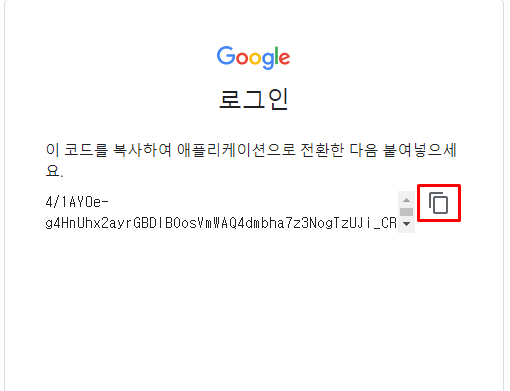 Google
로그인
이 코드를 복사하여 애플리케이션으로 전환한 다음 붙여넣으세
요.
4/1AY0e-
g4HnUhx2ayrGBDIBOosVmWAQ4dmbha7z3NogTzUJi_CR